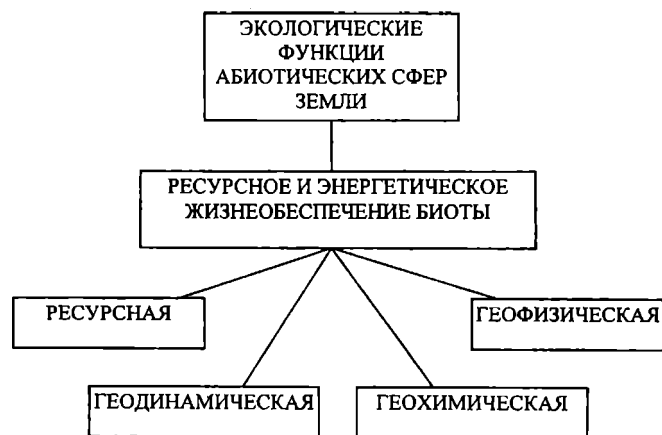 ЭКОЛОГИЧЕСКИЕ
ФУНКЦИИ
АБИОТИЧЕСКИХ СФЕР
ЗЕМЛИ
РЕСУРСНОЕ И ЭНЕРГЕТИЧЕСКОЕ
ЖИЗНЕОБЕСПЕЧЕНИЕ БИОТЫ
РЕСУРСНАЯ
ГЕОФИЗИЧЕСКАЯ
ГЕОДИНАМИЧЕСКАЯ
ГЕОХИМИЧЕСКАЯ